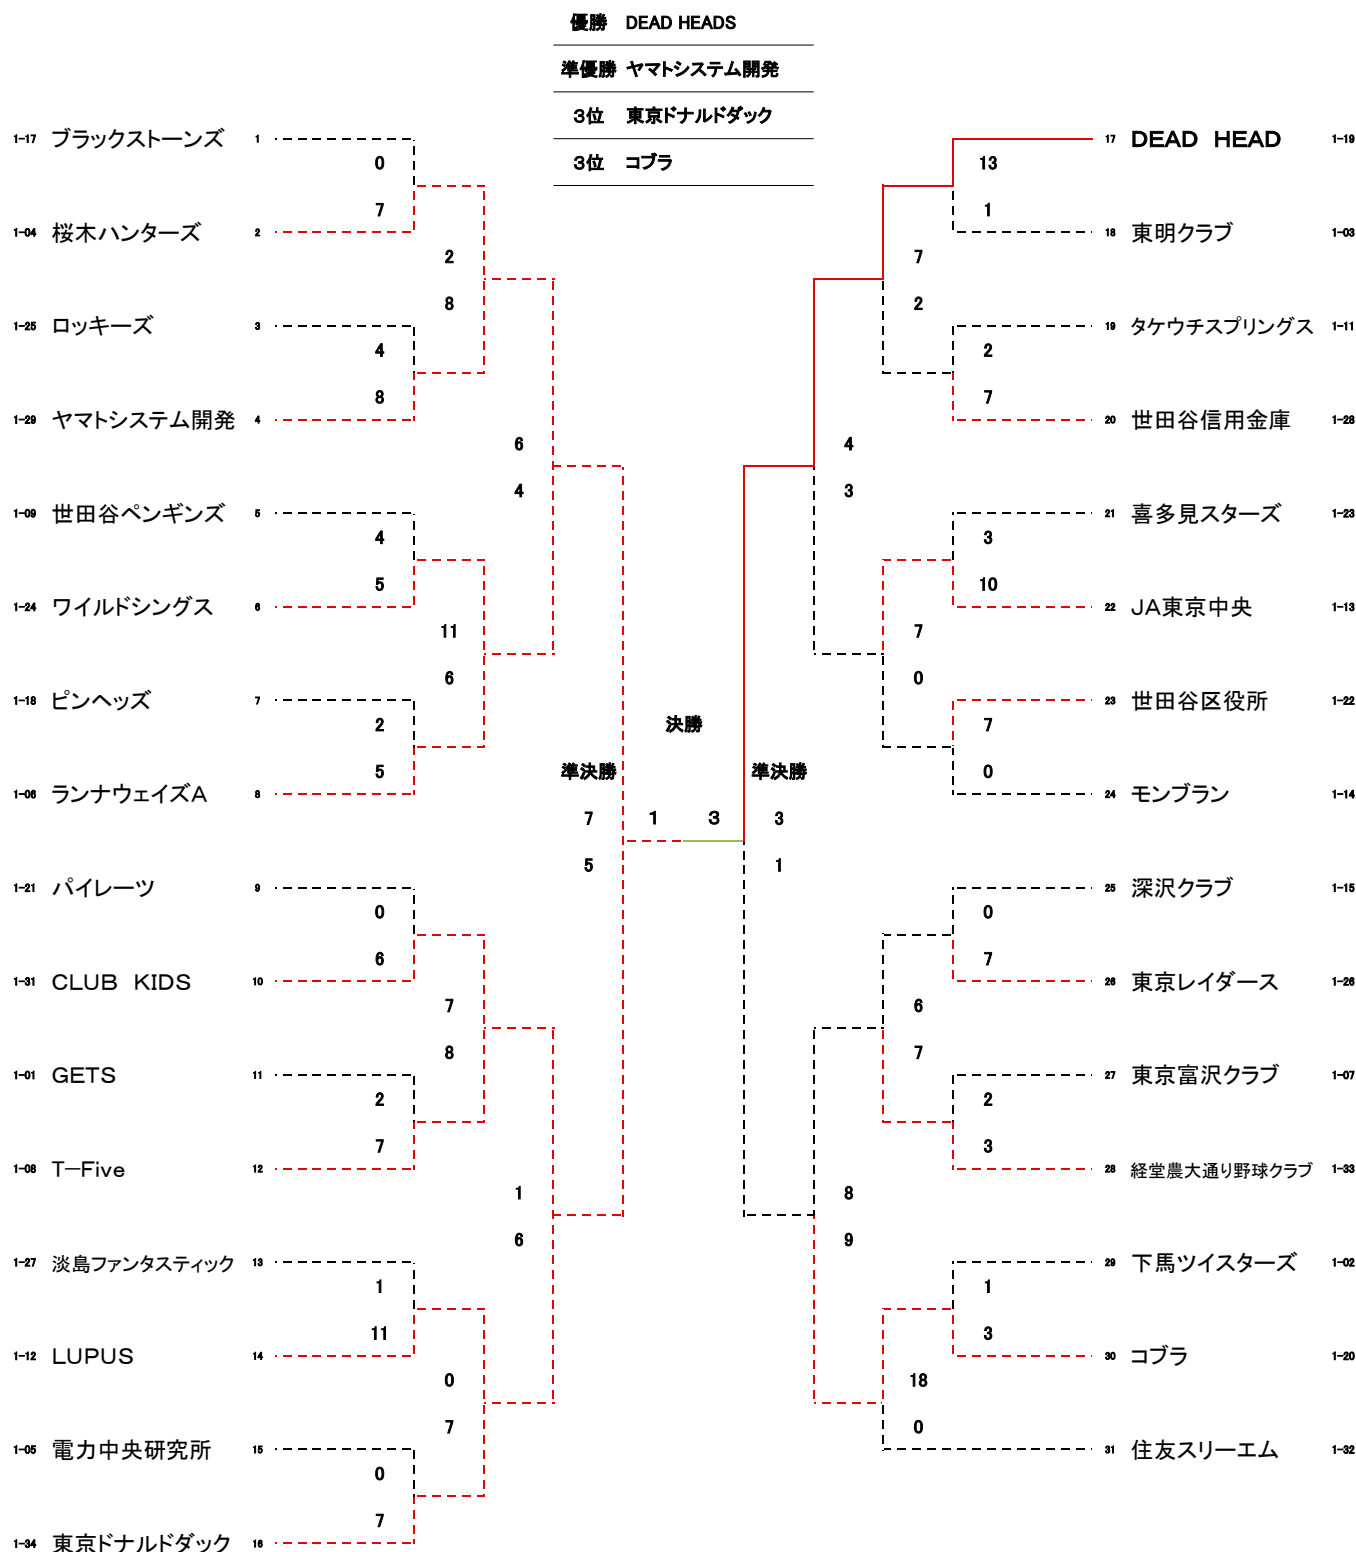 優勝 DEAD HEADS
準優勝 ヤマトシステム開発
3位 東京ドナルドダック
3位 コブラ
1-17 ブラックストーンズ 1
0
7
1-04 桜木ハンターズ 2
2
8
1-25 ロッキーズ 3
4
8
1-29 ヤマトシステム開発 4
6
4
1-09 世田谷ペンギンズ 5
4
5
1-24 ワイルドシングス 6
11
6
1-18 ピンヘッズ 7
2
5
1-06 ランナウェイズA 8
準決勝
7
5
1-21 パイレーツ 9
0
6
1-31 CLUB KIDS 10
7
8
1-01 GETS 11
2
7
1-08 T-Five 12
1
6
1-27 淡島ファンタスティック 13
1
11
1-12 LUPUS 14
0
7
1-05 電力中央研究所 15
0
7
1-34 東京ドナルドダック 16
決勝
1 3
17 DEAD HEAD 1-19
13
1
18 東明クラブ 1-03
7
2
19 タケウチスプリングス 1-11
2
7
20 世田谷信用金庫 1-28
4
3
21 喜多見スターズ 1-23
3
10
22 JA東京中央 1-13
7
0
23 世田谷区役所 1-22
7
0
24 モンブラン 1-14
準決勝
3
1
25 深沢クラブ 1-15
0
7
26 東京レイダース 1-26
6
7
27 東京富沢クラブ 1-07
2
3
28 経堂農大通り野球クラブ 1-33
8
9
29 下馬ツイスターズ 1-02
1
3
30 コブラ 1-20
18
0
31 住友スリーエム 1-32